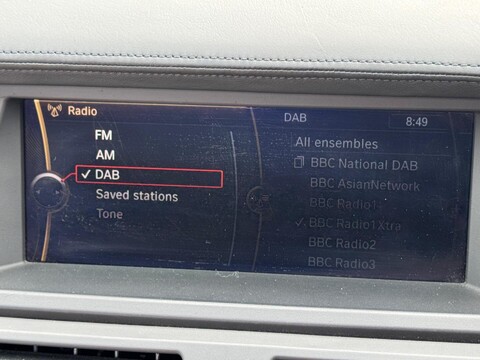 Radio
FM
AM
DAB
Saved stations
Tone
DAB
8:49
All ensembles
BBC National DAB
BBC AsianNetwork
BBC Radio1
BBC Radio1Xtra
BBC Radio2
BBC Radio3